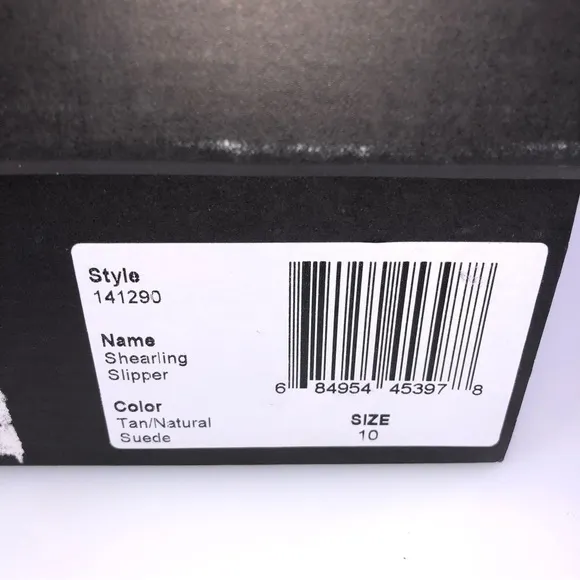 Style
141290
Name
Shearling
Slipper
Color
Tan/Natural
Suede
6 84954 45397 8
SIZE
10